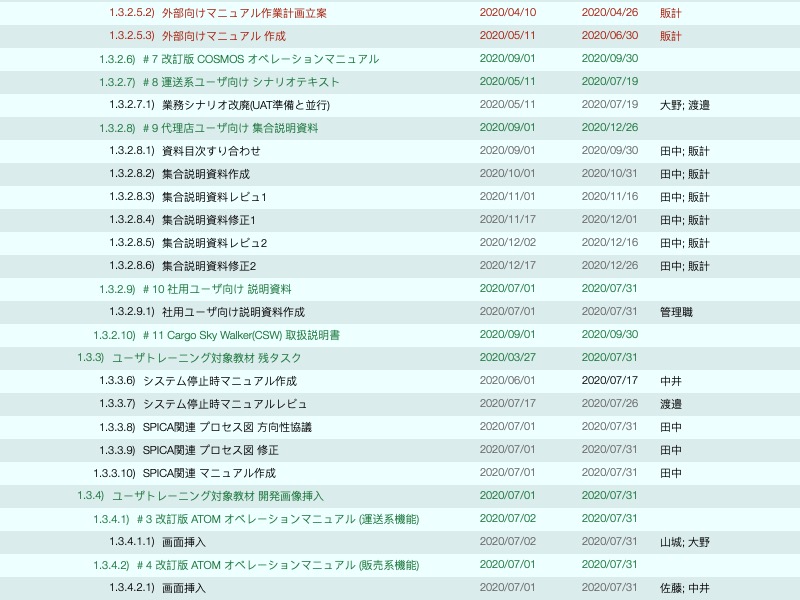 1.3.2.5.2) 外部向けマニュアル作業計画立案 2020/04/10 2020/04/26 販計
1.3.2.5.3) 外部向けマニュアル 作成 2020/05/11 2020/06/30 販計
1.3.2.6) #7 改訂版 COSMOS オペレーションマニュアル 2020/09/01 2020/09/30
1.3.2.7) #8 運送系ユーザ向け シナリオテキスト 2020/05/11 2020/07/19
1.3.2.7.1) 業務シナリオ改廃(UAT準備と並行) 2020/05/11 2020/07/19 大野; 渡邉
1.3.2.8) #9 代理店ユーザ向け 集合説明資料 2020/09/01 2020/12/26
1.3.2.8.1) 資料目次すり合わせ 2020/09/01 2020/09/30 田中; 販計
1.3.2.8.2) 集合説明資料作成 2020/10/01 2020/10/31 田中; 販計
1.3.2.8.3) 集合説明資料レビュ1 2020/11/01 2020/11/16 田中; 販計
1.3.2.8.4) 集合説明資料修正1 2020/11/17 2020/12/01 田中; 販計
1.3.2.8.5) 集合説明資料レビュ2 2020/12/02 2020/12/16 田中; 販計
1.3.2.8.6) 集合説明資料修正2 2020/12/17 2020/12/26 田中; 販計
1.3.2.9) #10 社用ユーザ向け 説明資料 2020/07/01 2020/07/31
1.3.2.9.1) 社用ユーザ向け説明資料作成 2020/07/01 2020/07/31 管理職
1.3.2.10) #11 Cargo Sky Walker(CSW) 取扱説明書 2020/09/01 2020/09/30
1.3.3) ユーザトレーニング対象教材 残タスク 2020/03/27 2020/07/31
1.3.3.6) システム停止時マニュアル作成 2020/06/01 2020/07/17 中井
1.3.3.7) システム停止時マニュアルレビュ 2020/07/17 2020/07/26 渡邉
1.3.3.8) SPICA関連 プロセス図 方向性協議 2020/07/01 2020/07/31 田中
1.3.3.9) SPICA関連 プロセス図 修正 2020/07/01 2020/07/31 田中
1.3.3.10) SPICA関連 マニュアル作成 2020/07/01 2020/07/31 田中
1.3.4) ユーザトレーニング対象教材 開発画像挿入 2020/07/01 2020/07/31
1.3.4.1) #3 改訂版 ATOM オペレーションマニュアル (運送系機能) 2020/07/02 2020/07/31
1.3.4.1.1) 画面挿入 2020/07/02 2020/07/31 山城; 大野
1.3.4.2) #4 改訂版 ATOM オペレーションマニュアル (販売系機能) 2020/07/01 2020/07/31
1.3.4.2.1) 画面挿入 2020/07/01 2020/07/31 佐藤; 中井